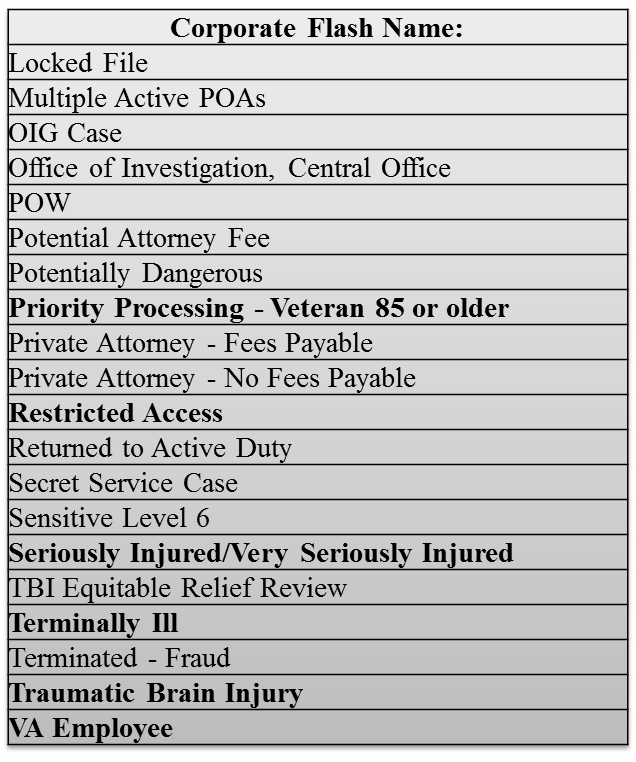 Corporate Flash Name:
Locked File
Multiple Active POAs
OIG Case
Office of Investigation, Central Office
POW
Potential Attorney Fee
Potentially Dangerous
Priority Processing - Veteran 85 or older
Private Attorney - Fees Payable
Private Attorney - No Fees Payable
Restricted Access
Returned to Active Duty
Secret Service Case
Sensitive Level 6
Seriously Injured/Very Seriously Injured
TBI Equitable Relief Review
Terminally Ill
Terminated - Fraud
Traumatic Brain Injury
VA Employee